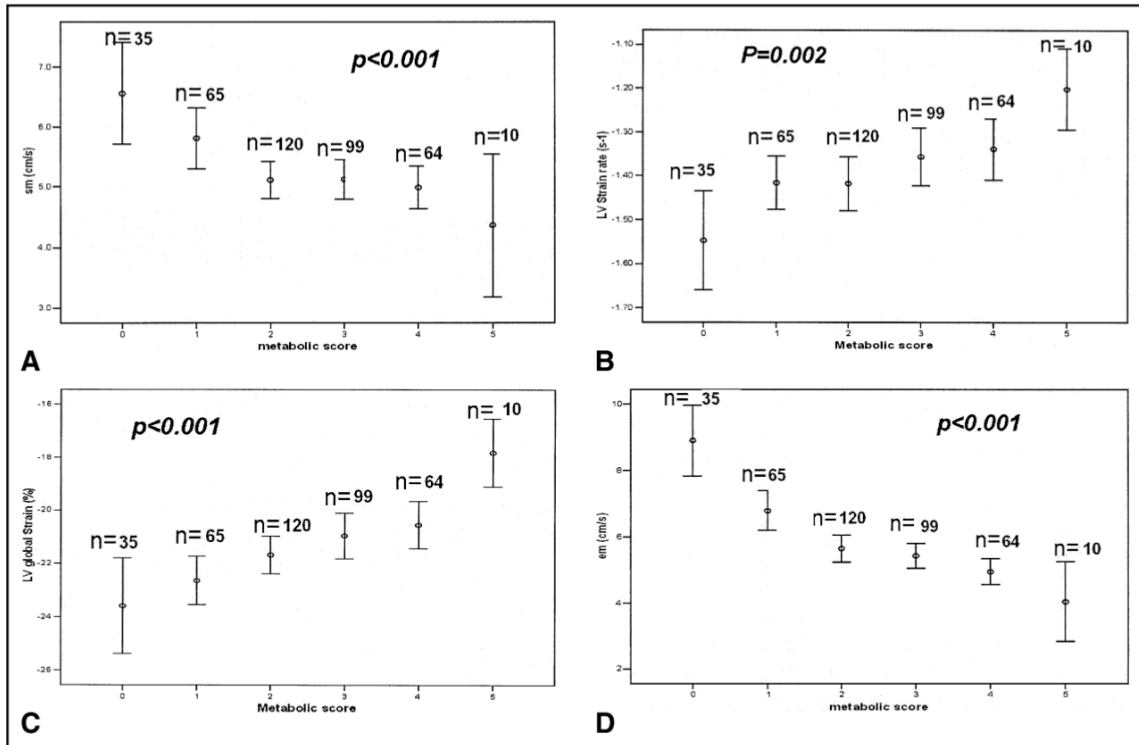 n=35
p<0.001
n=65
n=120
n=99
n=64
n=10
7.0
6.0
5.0
4.0
3.0
sm (cm/s)
0 1 2 3 4 5
metabolic score
A
P=0.002
n= 10
n=99
n= 64
n=65
n=120
n=35
-1.10
-1.20
-1.30
-1.40
-1.50
-1.60
-1.70
LV Strain rate (s-1)
0 1 2 3 4 5
Metabolic score
B
p<0.001
n= 10
n=64
n=99
n=120
n=65
n=35
-16
-18
-20
-22
-24
-26
LV global Strain (%)
0 1 2 3 4 5
Metabolic score
C
n= 35
p<0.001
n=65
n=120
n= 99
n=64
n= 10
10
8
6
4
2
em (cm/s)
0 1 2 3 4 5
metabolic score
D